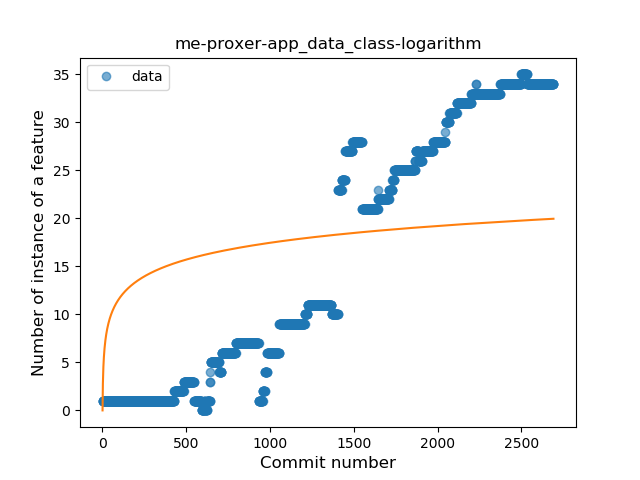 me-proxer-app_data_class-logarithm
data
Number of instance of a feature
35
30
25
20
15
10
5
0
0 500 1000 1500 2000 2500
Commit number